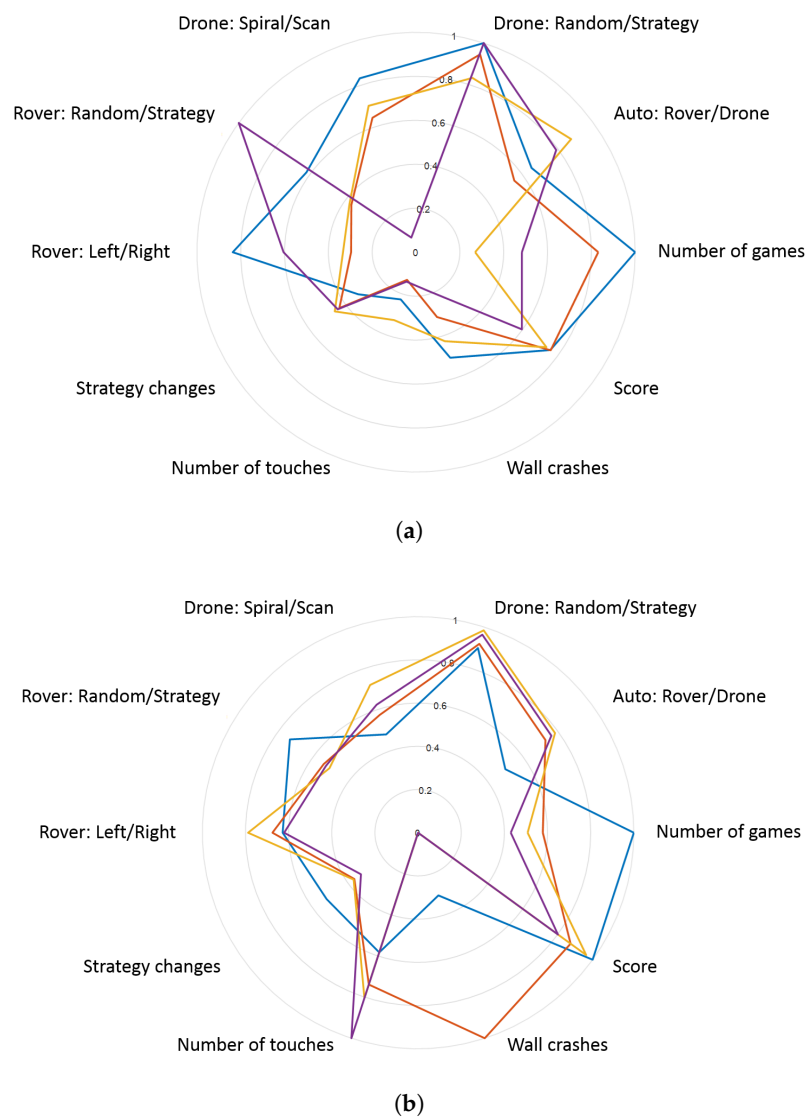 Drone: Spiral/Scan
Drone: Random/Strategy
1
0.8
Rover: Random/Strategy
Auto: Rover/Drone
0.6
0.4
0.2
Rover: Left/Right
0
Number of games
Strategy changes
Score
Number of touches
Wall crashes
(a)
Drone: Spiral/Scan
Drone: Random/Strategy
1
0.8
Rover: Random/Strategy
Auto: Rover/Drone
0.6
0.4
0.2
Rover: Left/Right
0
Number of games
Strategy changes
Score
Number of touches
Wall crashes
(b)